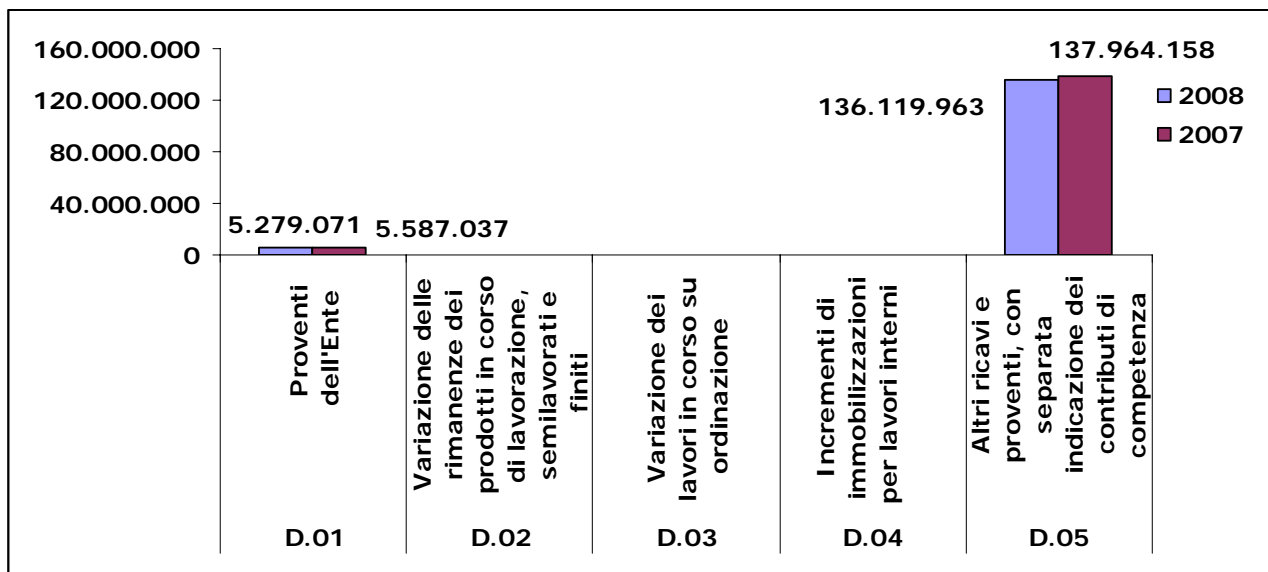 160.000.000
120.000.000
80.000.000
40.000.000
0
137.964.158
136.119.963
5.279.071
5.587.037
2008
2007
Proventi
dell'Ente
Variazione delle
rimanenze dei
prodotti in corso
di lavorazione,
semilavorati e
finiti
Variazione dei
lavori in corso su
ordinazione
Incrementi di
immobilizzazioni
per lavori interni
Altri ricavi e
proventi, con
separata
indicazione dei
contributi di
competenza
D.01
D.02
D.03
D.04
D.05